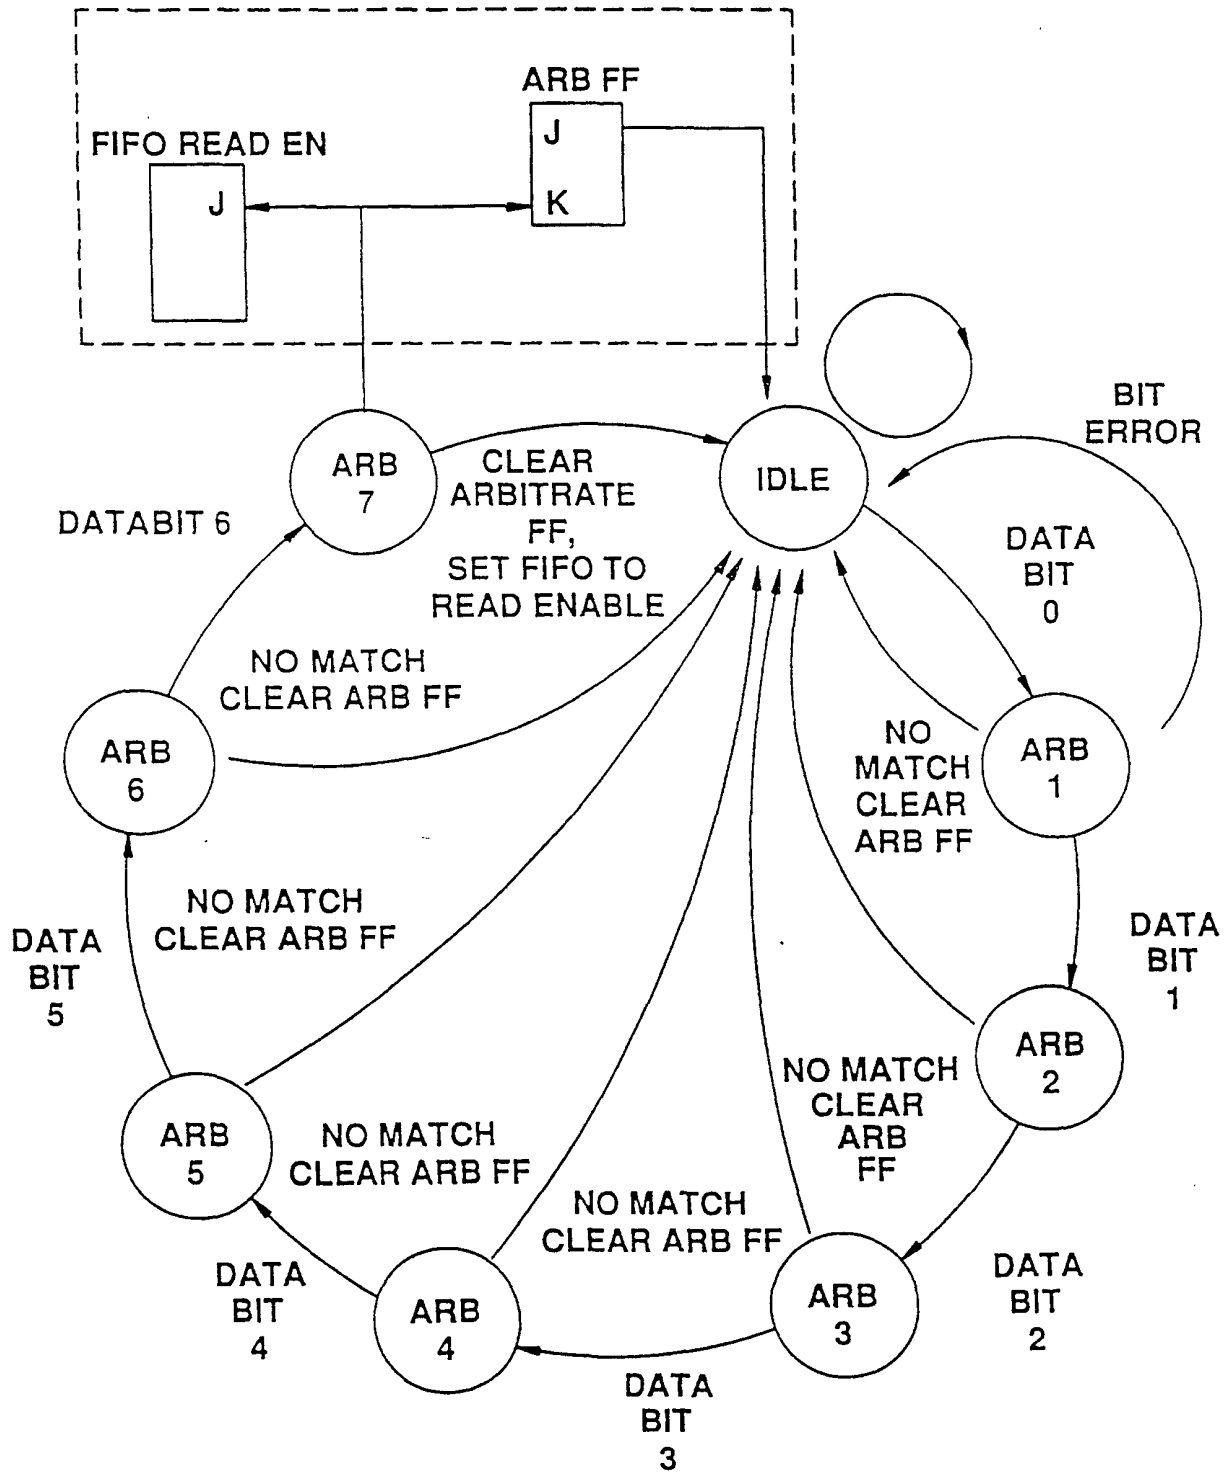 ARB FF
J
K
FIFO READ EN
J
BIT
ERROR
ARB
7
CLEAR
ARBITRATE
FF,
SET FIFO TO
READ ENABLE
IDLE
DATABIT 6
DATA
BIT
0
NO MATCH
CLEAR ARB FF
ARB
6
NO
MATCH
CLEAR
ARB FF
ARB
1
NO MATCH
CLEAR ARB FF
DATA
BIT
5
DATA
BIT
1
ARB
2
NO MATCH
CLEAR
ARB
FF
ARB
5
NO MATCH
CLEAR ARB FF
NO MATCH
CLEAR ARB FF
DATA
BIT
4
ARB
4
ARB
3
DATA
BIT
2
DATA
BIT
3